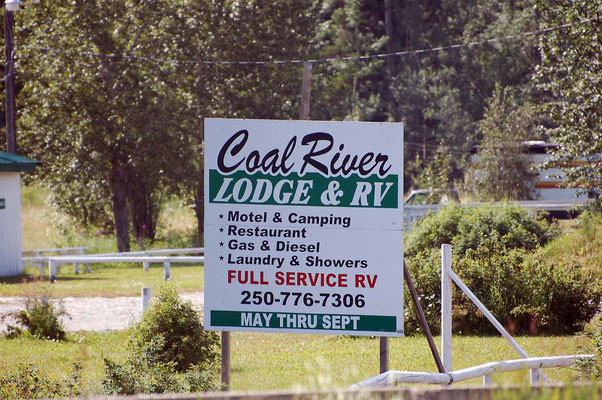 Coal River
LODGE & RV
* Motel & Camping
* Restaurant
* Gas & Diesel
* Laundry & Showers
FULL SERVICE RV
250-776-7306
MAY THRU SEPT